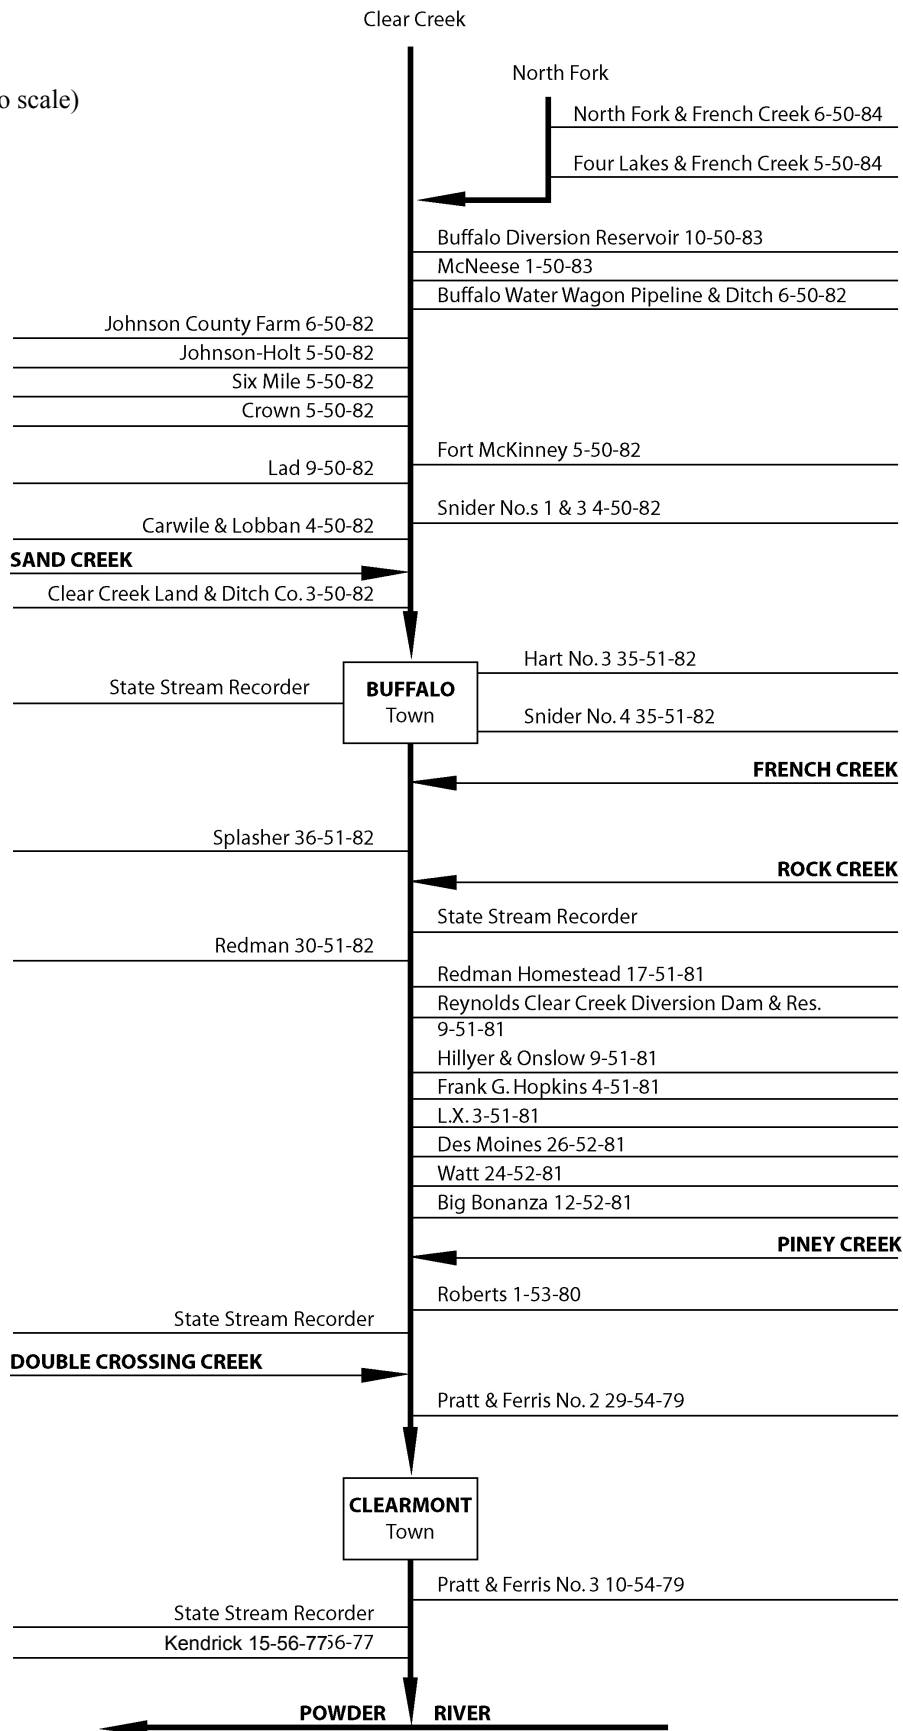 Clear Creek
North Fork
o scale)
North Fork & French Creek 6-50-84
Four Lakes & French Creek 5-50-84
Buffalo Diversion Reservoir 10-50-83
McNeese 1-50-83
Buffalo Water Wagon Pipeline & Ditch 6-50-82
Johnson County Farm 6-50-82
Johnson-Holt 5-50-82
Six Mile 5-50-82
Crown 5-50-82
Fort McKinney 5-50-82
Lad 9-50-82
Snider No.s 1 & 3 4-50-82
Carwile & Lobban 4-50-82
SAND CREEK
Clear Creek Land & Ditch Co. 3-50-82
Hart No. 3 35-51-82
State Stream Recorder
BUFFALO
Town
Snider No. 4 35-51-82
FRENCH CREEK
Splasher 36-51-82
ROCK CREEK
State Stream Recorder
Redman 30-51-82
Redman Homestead 17-51-81
Reynolds Clear Creek Diversion Dam & Res.
9-51-81
Hillyer & Onslow 9-51-81
Frank G. Hopkins 4-51-81
L.X. 3-51-81
Des Moines 26-52-81
Watt 24-52-81
Big Bonanza 12-52-81
PINEY CREEK
Roberts 1-53-80
State Stream Recorder
DOUBLE CROSSING CREEK
Pratt & Ferris No. 2 29-54-79
CLEARMONT
Town
Pratt & Ferris No. 3 10-54-79
State Stream Recorder
Kendrick 15-56-77 56-77
POWDER RIVER